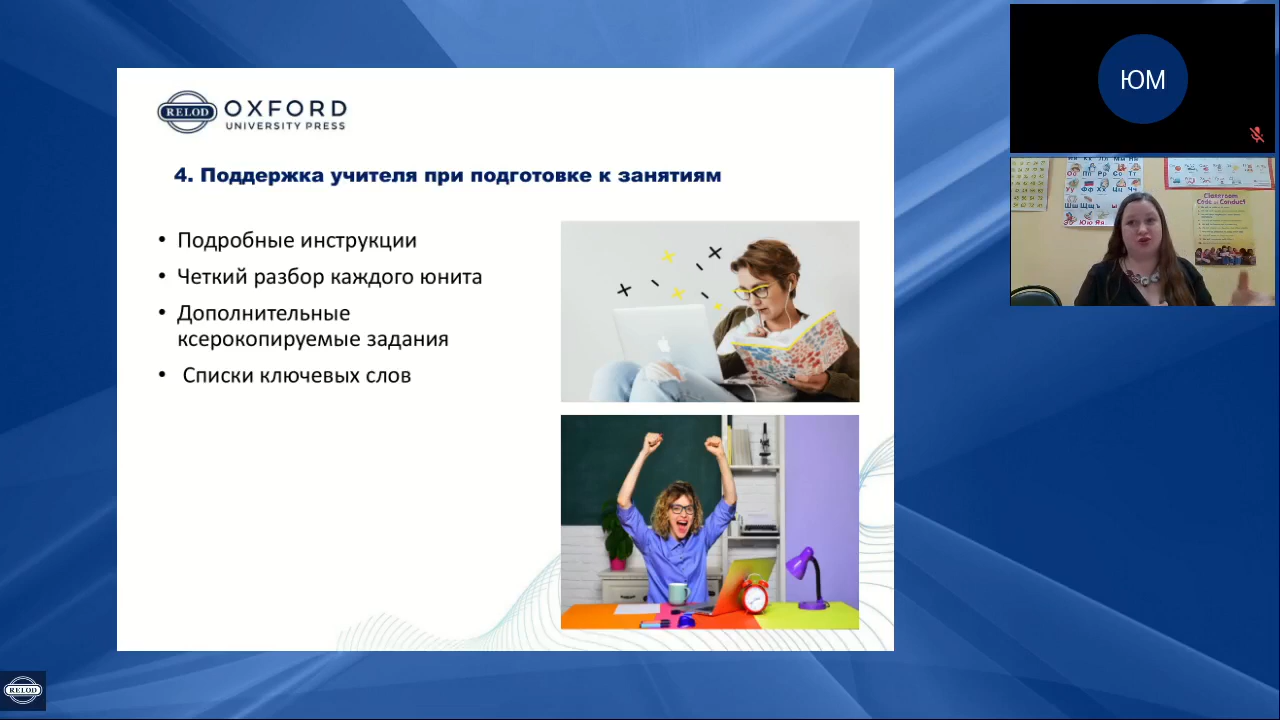 RELOD
OXFORD
UNIVERSITY PRESS
4. Поддержка учителя при подготовке к занятиям
• Подробные инструкции
• Четкий разбор каждого юнита
• Дополнительные
ксерокопируемые задания
• Списки ключевых слов
ЮМ
Classroom
Code of Conduct
RELOD